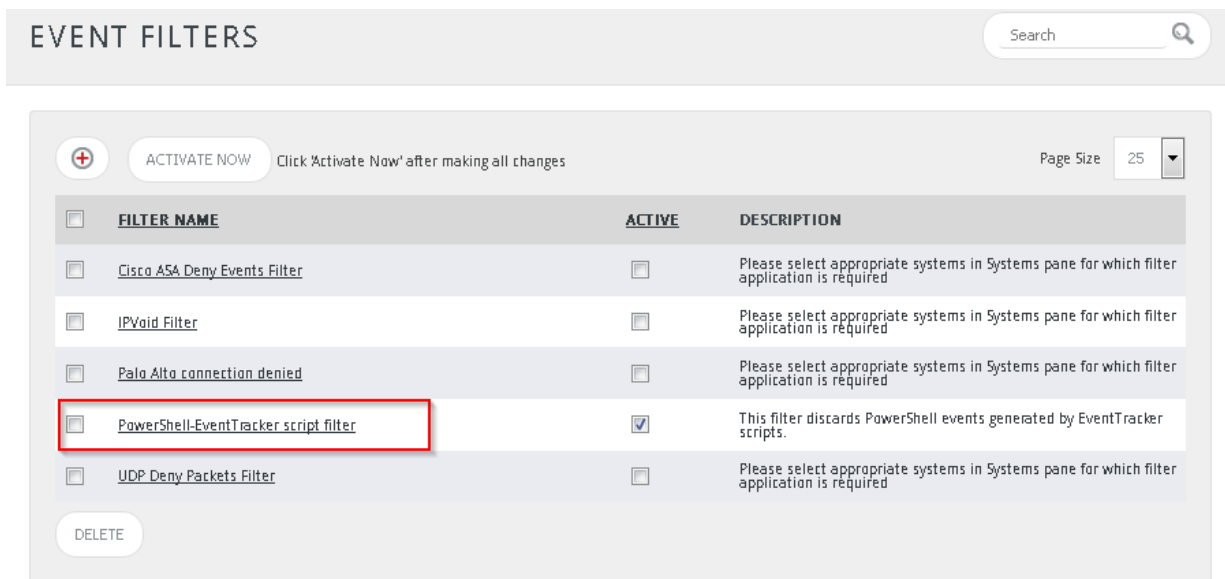 EVENT FILTERS
Search
ACTIVATE NOW
Click 'Activate Now' after making all changes
Page Size
25
FILTER NAME
ACTIVE
DESCRIPTION
Cisco ASA Deny Events Filter
Please select appropriate systems in Systems pane for which filter
application is required
IPVoid Filter
Please select appropriate systems in Systems pane for which filter
application is required
Palo Alto connection denied
Please select appropriate systems in Systems pane for which filter
application is required
PowerShell-EventTracker script filter
This filter discards PowerShell events generated by EventTracker
scripts.
UDP Deny Packets Filter
Please select appropriate systems in Systems pane for which filter
application is required
DELETE